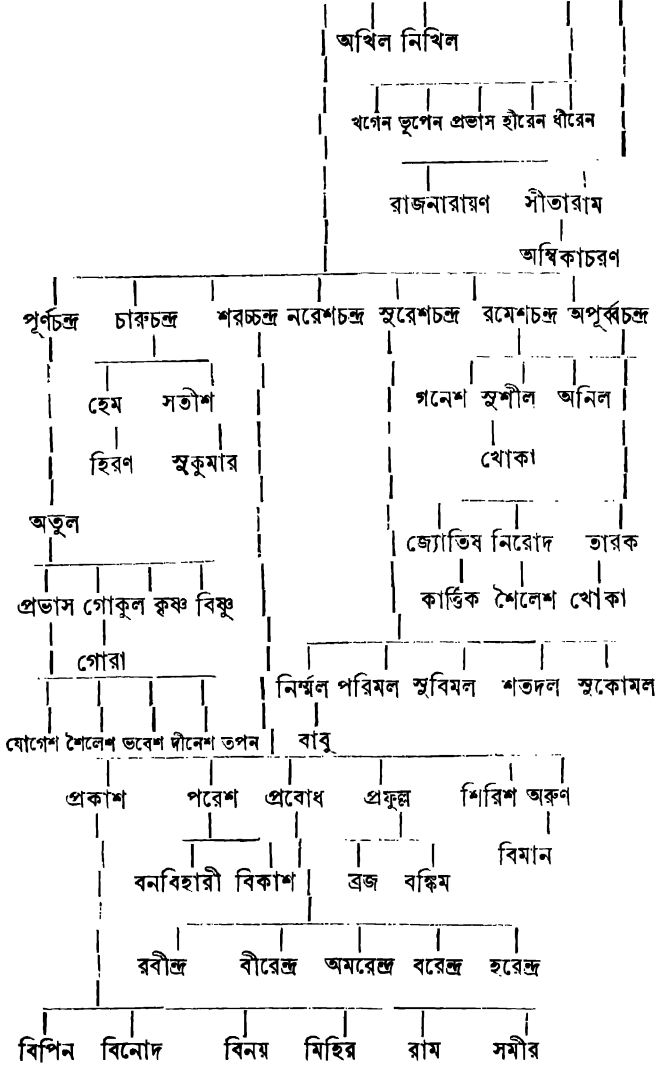 অখিল নিখিল
খগেন ভূপেন প্রভাস হীরেন ধীরেন
রাজনারায়ণ সীতারাম
অম্বিকাচরণ
পূর্ণচন্দ্র চারুচন্দ্র শরচ্চন্দ্র নরেশচন্দ্র সুরেশচন্দ্র রমেশচন্দ্র অপূর্ব্বচন্দ্র
হেম সতীশ গনেশ সুশীল অনিল
হিরণ সুকুমার খোকা
অতুল
জ্যোতিষ নিরোদ তারক
প্রভাস গোকুল কৃষ্ণ বিষ্ণু কার্ত্তিক শৈলেশ খোকা
গোরা
নির্ম্মল পরিমল সুবিমল শতদল সুকোমল
যোগেশ শৈলেশ ভবেশ দীনেশ তপন বাবু
প্রকাশ পরেশ প্রবোধ প্রফুল্ল শিরিশ অরুণ
বিমান
বনবিহারী বিকাশ ব্রজ বঙ্কিম
রবীন্দ্র বীরেন্দ্র অমরেন্দ্র বরেন্দ্র হরেন্দ্র
বিপিন বিনোদ বিনয় মিহির রাম সমীর